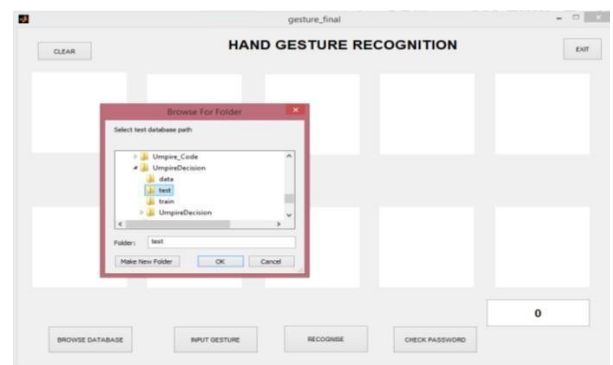 gesture_final
CLEAR
HAND GESTURE RECOGNITION
EXIT
Browse For Folder
Select test database path
Umpire_Code
UmpireDecision
data
test
train
UmpireDecision
Folder: test
Make New Folder OK Cancel
0
BROWSE DATABASE INPUT GESTURE RECOGNISE CHECK PASSWORD